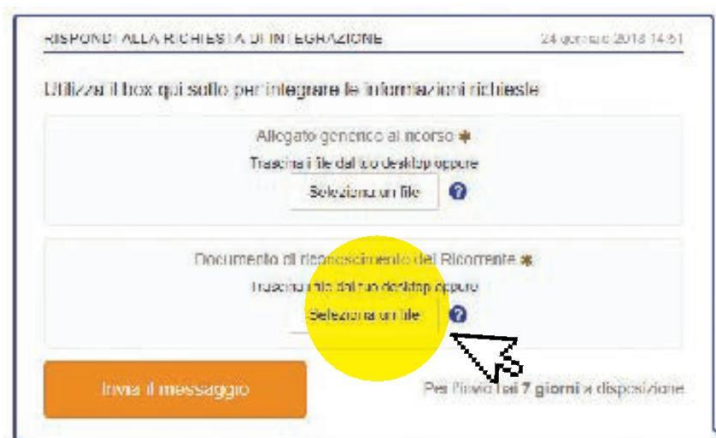 RISPONDI ALLA RICHIESTA DI INTEGRAZIONE
24 gennaio 2018 14:51
Utilizza il box qui sotto per integrare le informazioni richieste
Allegato generico al ricorso *
Trascina i file dal tuo desktop oppure
Seleziona un file ?
Documento di riconoscimento del Ricorrente *
Trascina i file dal tuo desktop oppure
Seleziona un file ?
Invia il messaggio
Per l'invio hai 7 giorni a disposizione